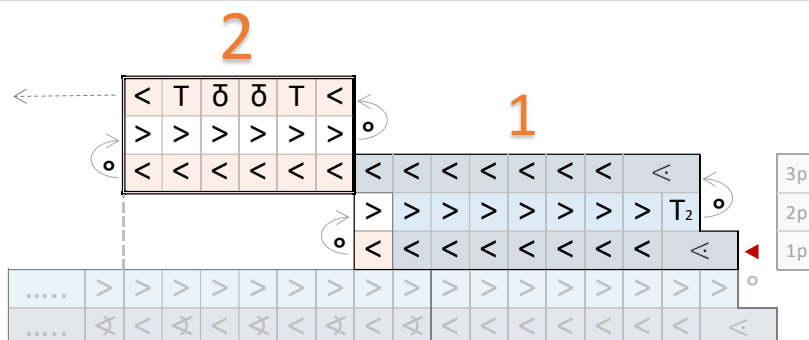 2
1
< T ō ō T <
> > > > > > o
o < < < < < < < < < < < < < ⋖ 3p
> > > > > > > > T₂ o 2p
o < < < < < < < < ⋖ ◄ 1p
..... > > > > > > > > > > > > > > > > > o
..... ∢ < ∢ < ∢ < ∢ < ∢ < < < < < < < ⋖